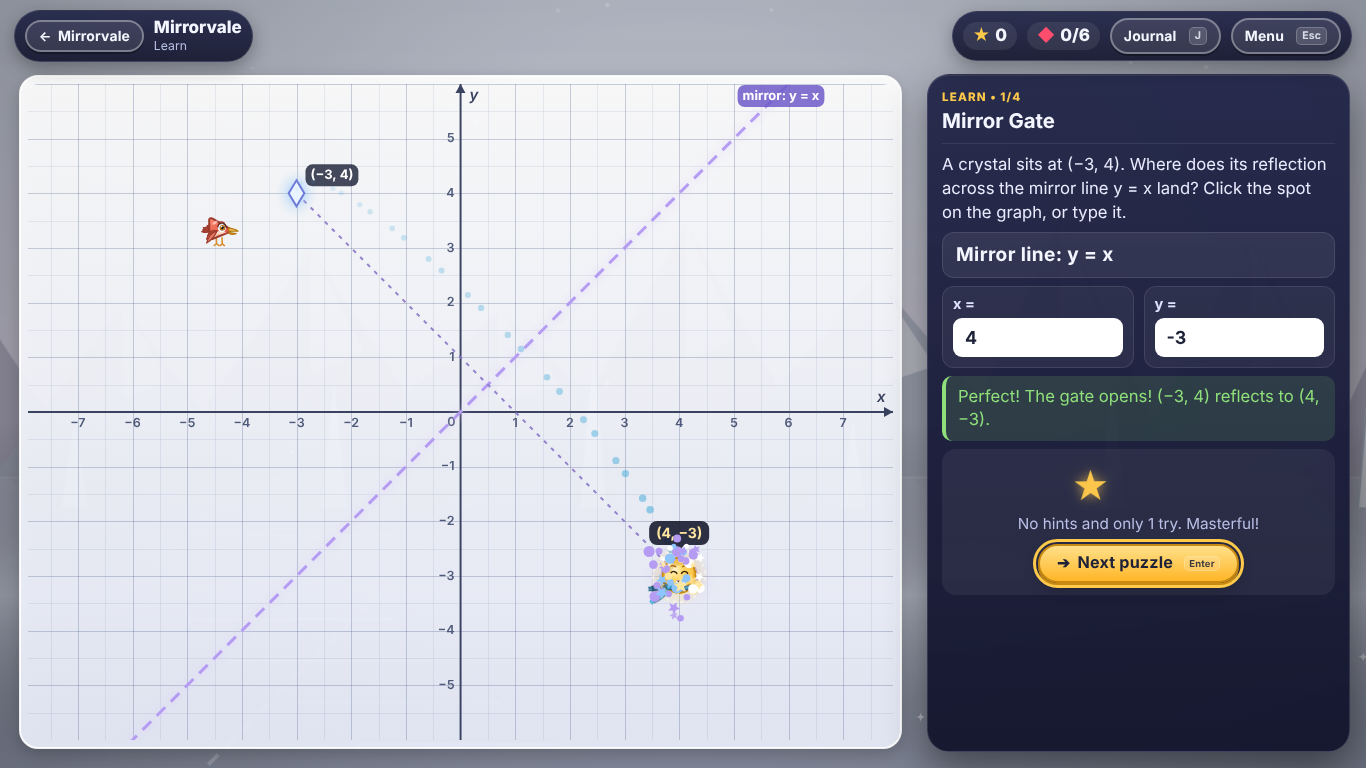 ← Mirrorvale
Mirrorvale
Learn
★ 0
0/6
Journal J
Menu Esc
y
mirror: y = x
(−3, 4)
5
4
3
2
1
x
−7 −6 −5 −4 −3 −2 −1 0 1 2 3 4 5 6 7
−1
−2
(4, −3)
−3
−4
−5
LEARN • 1/4
Mirror Gate
A crystal sits at (−3, 4). Where does its reflection
across the mirror line y = x land? Click the spot
on the graph, or type it.
Mirror line: y = x
x =
4
y =
-3
Perfect! The gate opens! (−3, 4) reflects to (4,
−3).
No hints and only 1 try. Masterful!
➔ Next puzzle Enter